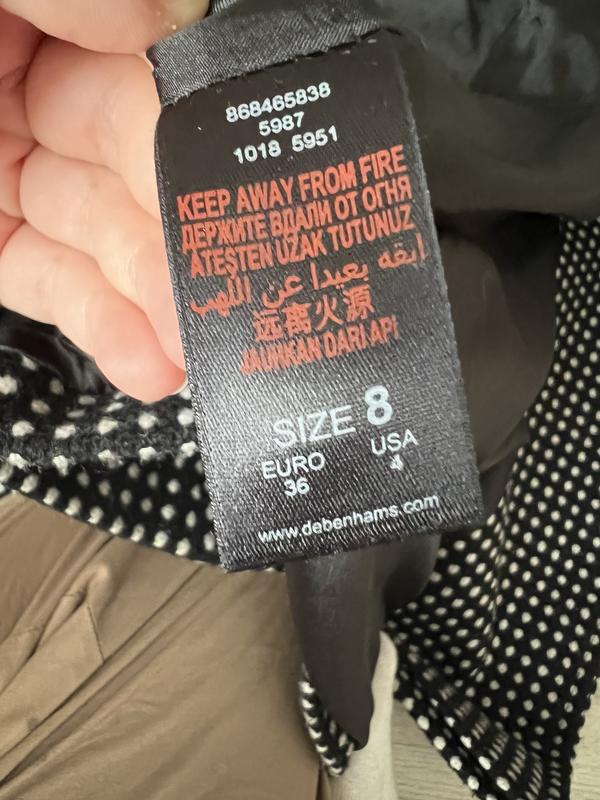 868465838
5987
1018 5951
KEEP AWAY FROM FIRE
ДЕРЖИТЕ ВДАЛИ ОТ ОГНЯ
ATEŞTEN UZAK TUTUNUZ
ابقه بعيدا عن اللهب
远离火源
JAUHKAN DARI API
SIZE 8
EURO USA
36 4
www.debenhams.com